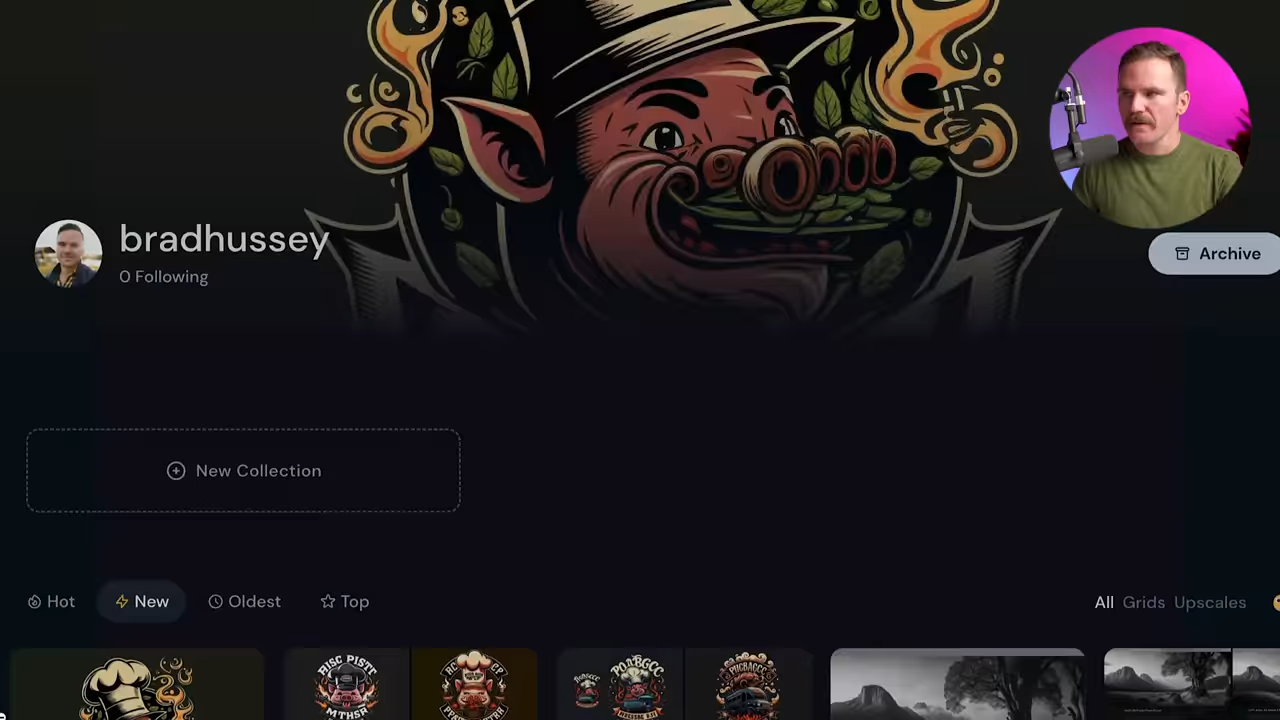 bradhussey
0 Following
Archive
New Collection
Hot New Oldest Top
All Grids Upscales